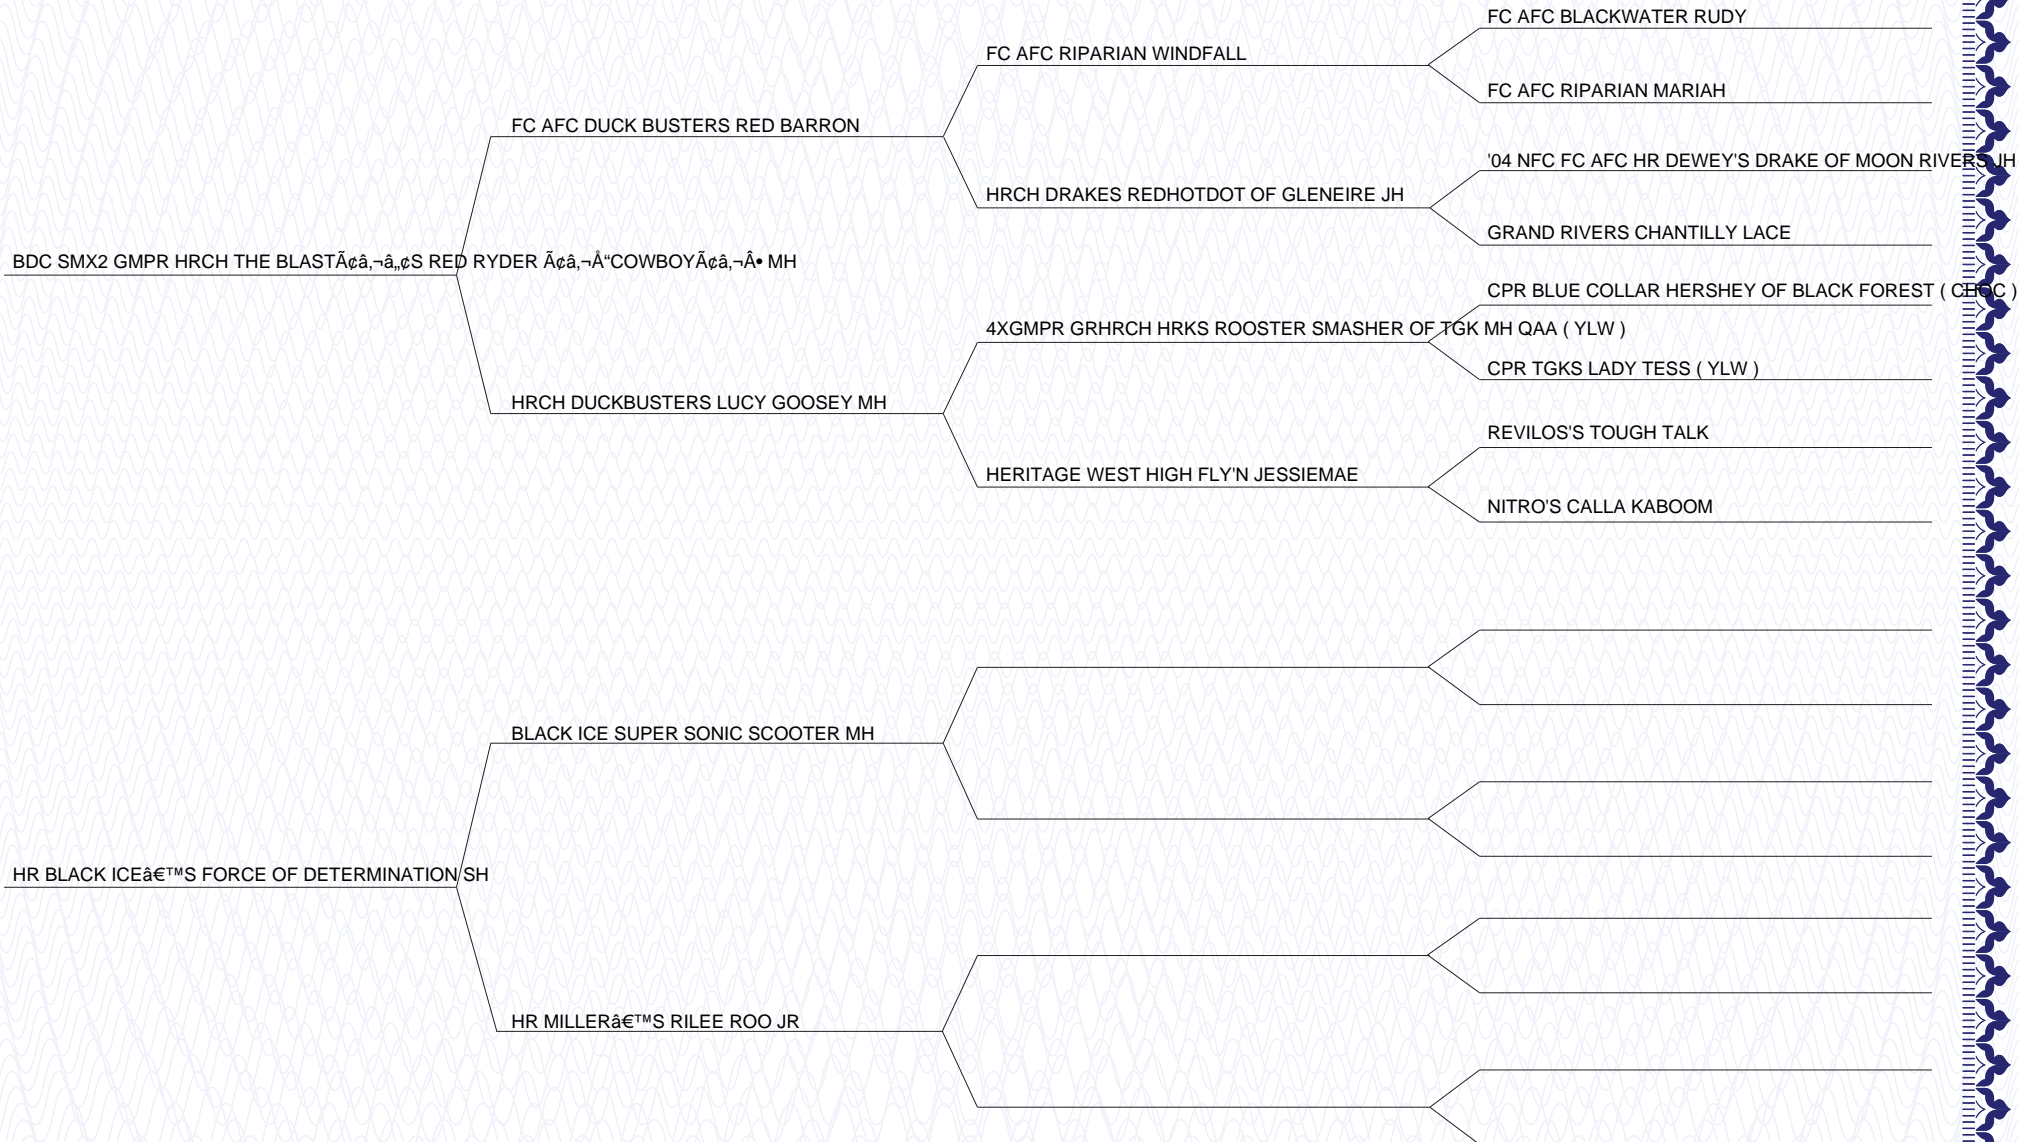 FC AFC BLACKWATER RUDY
FC AFC RIPARIAN WINDFALL
FC AFC RIPARIAN MARIAH
FC AFC DUCK BUSTERS RED BARRON
'04 NFC FC AFC HR DEWEY'S DRAKE OF MOON RIVERS JH
HRCH DRAKES REDHOTDOT OF GLENEIRE JH
GRAND RIVERS CHANTILLY LACE
BDC SMX2 GMPR HRCH THE BLASTÃ¢â‚¬â„¢S RED RYDER Ã¢â‚¬Å“COWBOYÃ¢â‚¬Â• MH
CPR BLUE COLLAR HERSHEY OF BLACK FOREST ( CHOC )
4XGMPR GRHRCH HRKS ROOSTER SMASHER OF TGK MH QAA ( YLW )
CPR TGKS LADY TESS ( YLW )
HRCH DUCKBUSTERS LUCY GOOSEY MH
REVILOS'S TOUGH TALK
HERITAGE WEST HIGH FLY'N JESSIEMAE
NITRO'S CALLA KABOOM
BLACK ICE SUPER SONIC SCOOTER MH
HR BLACK ICEâ€™S FORCE OF DETERMINATION SH
HR MILLERâ€™S RILEE ROO JR